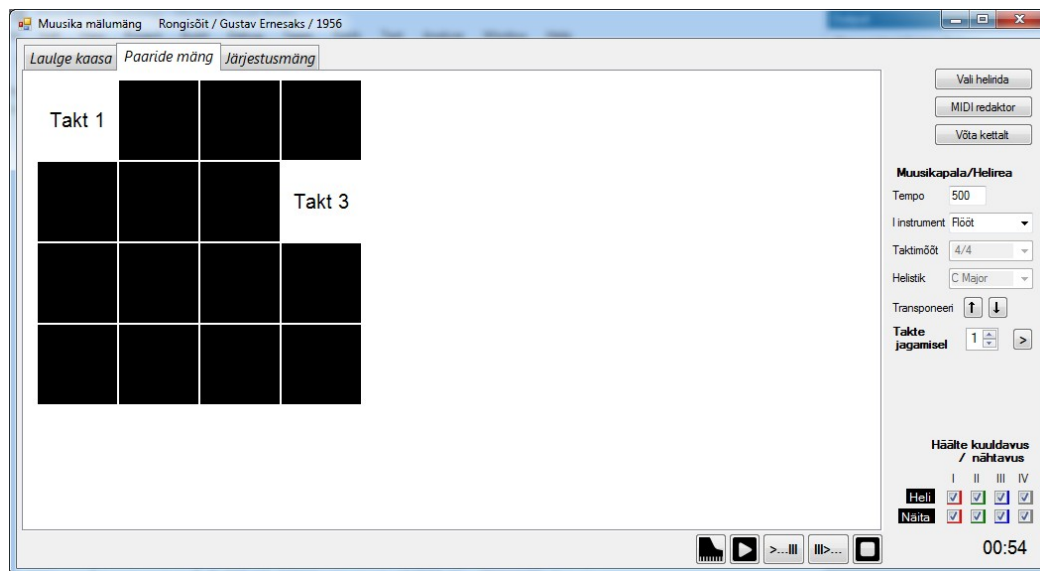 Muusika mälumäng Rongisõit / Gustav Ernesaks / 1956
Laulge kaasa Paaride mäng Järjestusmäng
Takt 1
Takt 3
Vali helirida
MIDI redaktor
Võta kettalt
Muusikapala/Helirea
Tempo 500
I instrument Flööt
Taktimõõt 4/4
Helistik C Major
Transponeeri ↑ ↓
Takte
jagamisel 1 >
Häälte kuuldavus
/ nähtavus
I II III IV
Heli
Näita
>...III III>...
00:54